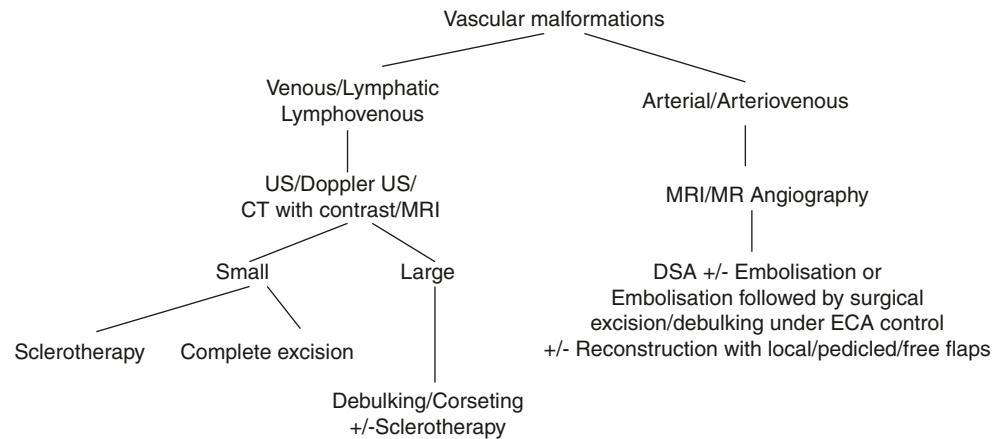 Vascular malformations
Venous/Lymphatic
Lymphovenous
Arterial/Arteriovenous
US/Doppler US/
CT with contrast/MRI
MRI/MR Angiography
Small
Large
DSA +/- Embolisation or
Embolisation followed by surgical
excision/debulking under ECA control
+/- Reconstruction with local/pedicled/free flaps
Sclerotherapy
Complete excision
Debulking/Corseting
+/-Sclerotherapy